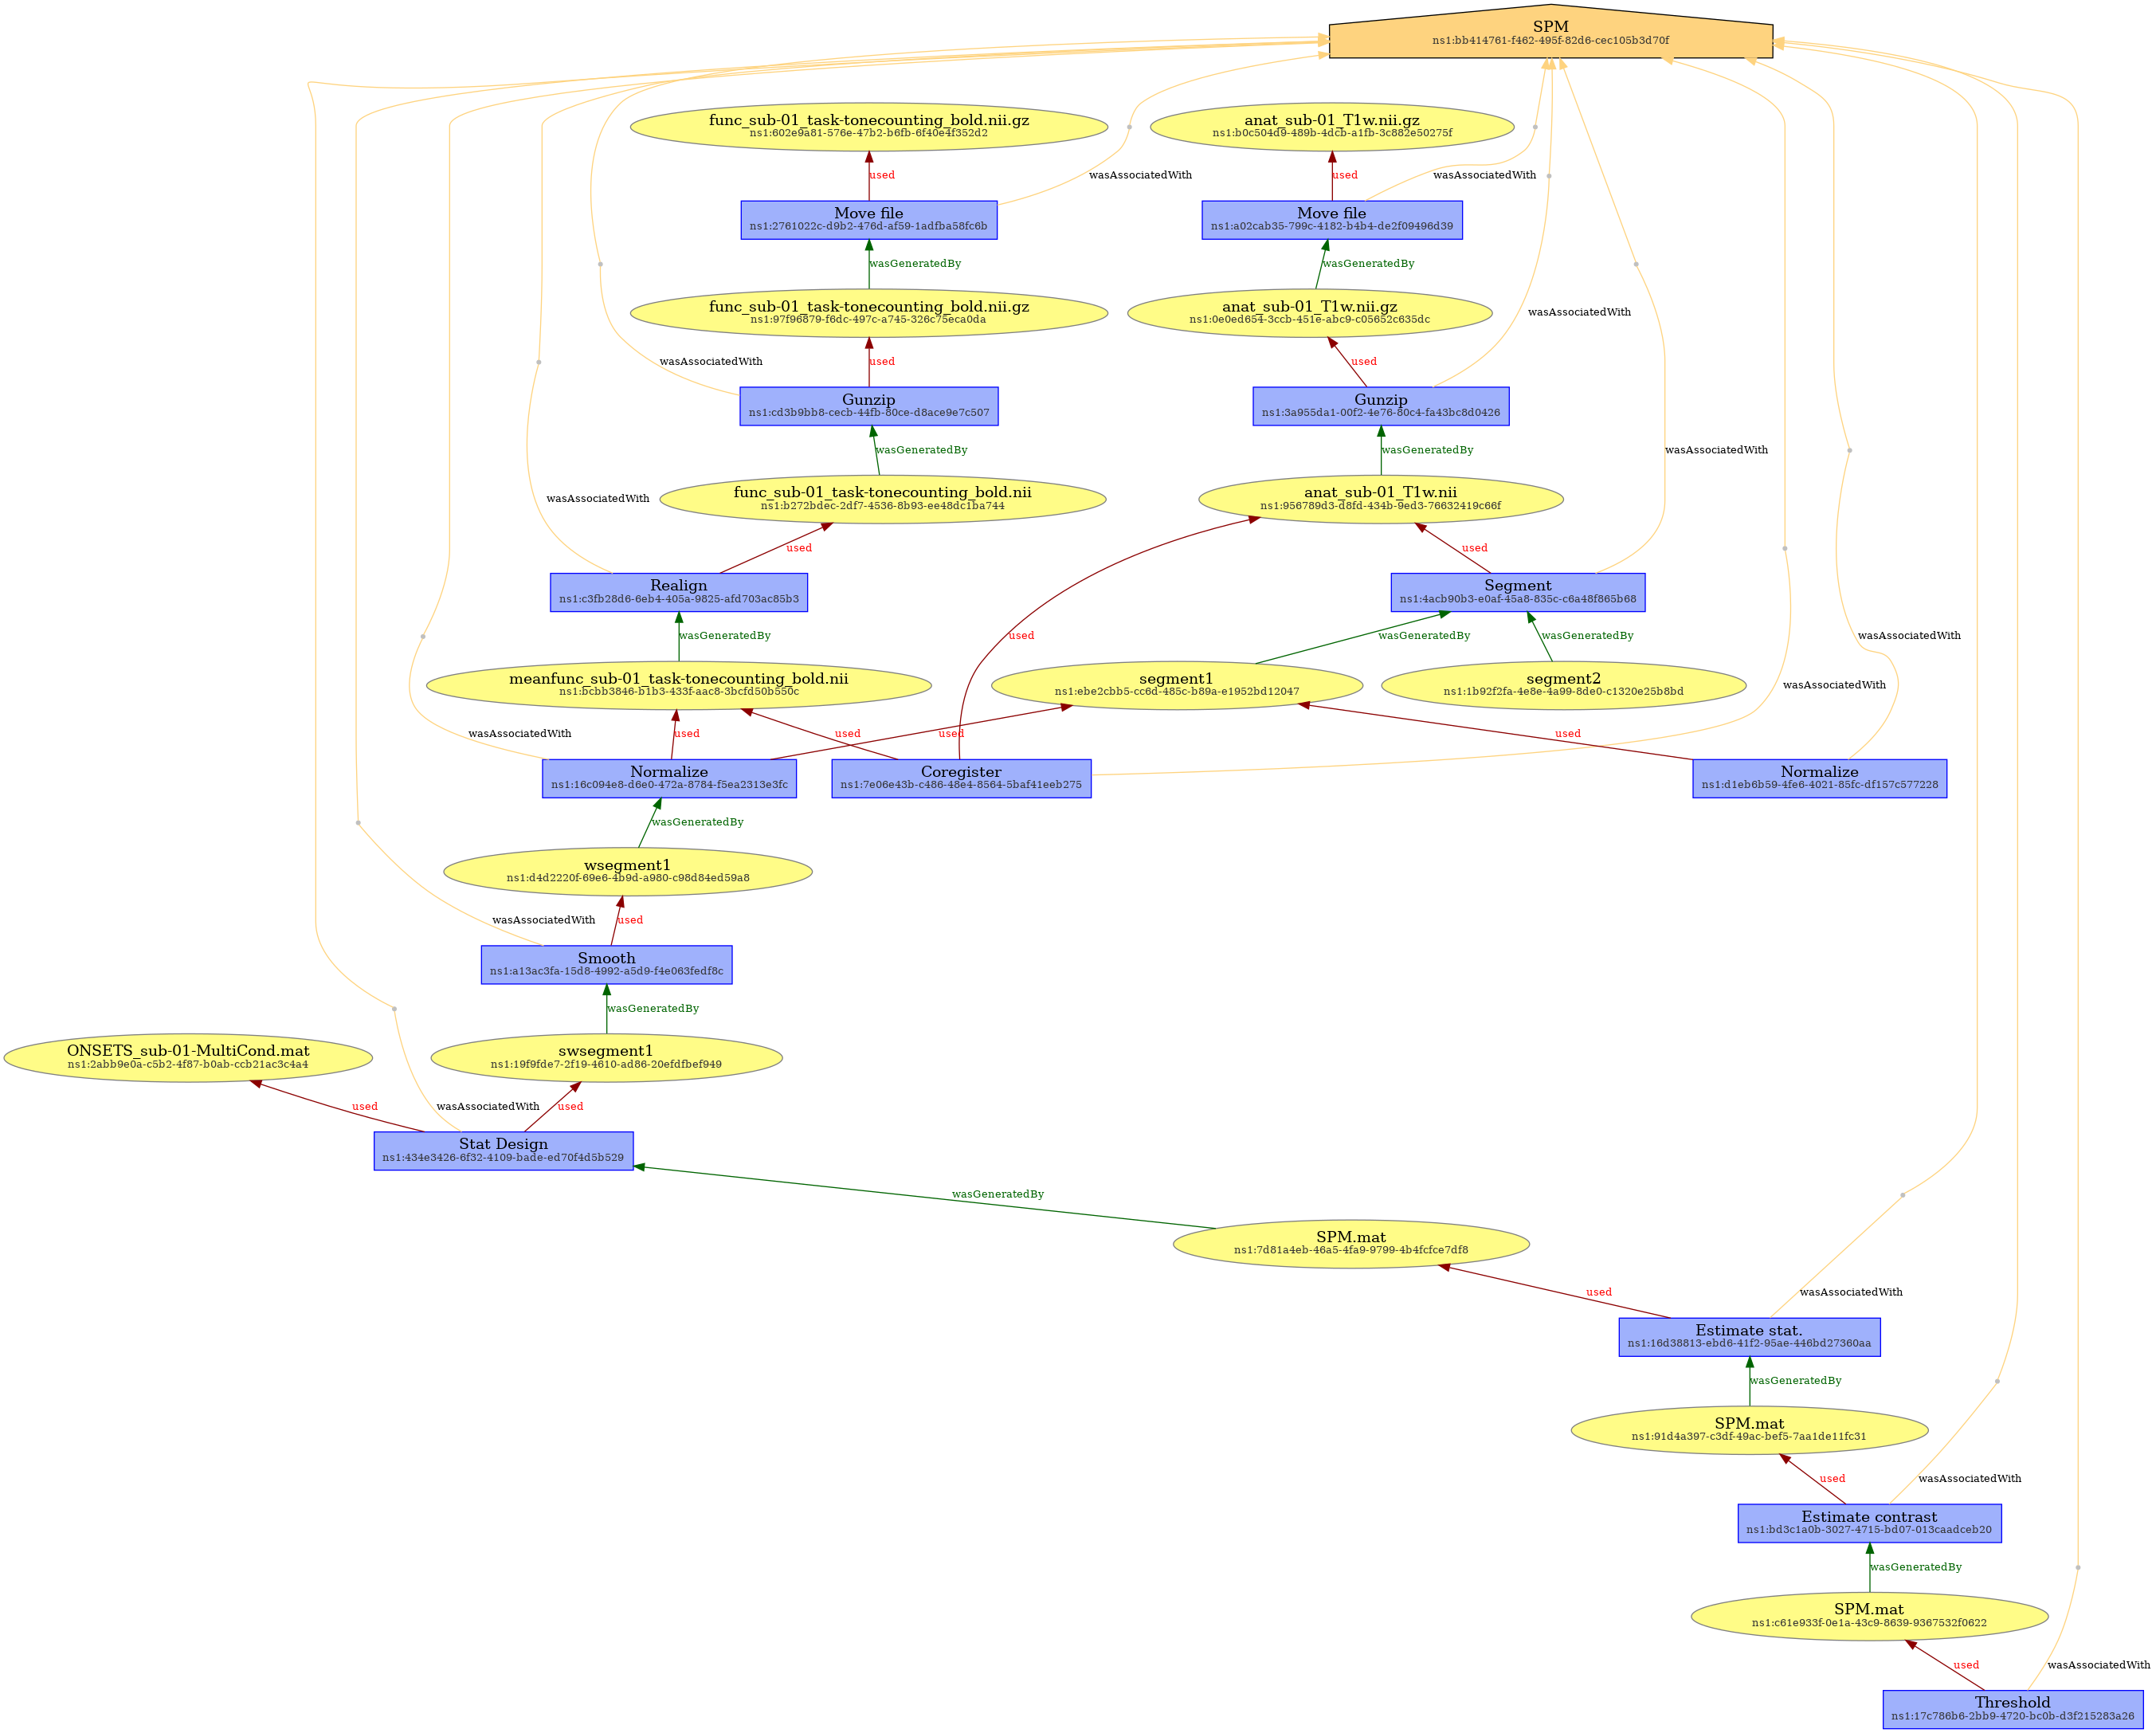 SPM
ns1:bb414761-f462-495f-82d6-cec105b3d70f
func_sub-01_task-tonecounting_bold.nii.gz
ns1:602e9a81-576e-47b2-b6fb-6f40e4f352d2
anat_sub-01_T1w.nii.gz
ns1:b0c504d9-489b-4dcb-a1fb-3c882e50275f
used
wasAssociatedWith
used
wasAssociatedWith
Move file
ns1:2761022c-d9b2-476d-af59-1adfba58fc6b
Move file
ns1:a02cab35-799c-4182-b4b4-de2f09496d39
wasGeneratedBy
wasGeneratedBy
func_sub-01_task-tonecounting_bold.nii.gz
ns1:97f96879-f6dc-497c-a745-326c75eca0da
anat_sub-01_T1w.nii.gz
ns1:0e0ed654-3ccb-451e-abc9-c05652c635dc
wasAssociatedWith
wasAssociatedWith
used
used
Gunzip
ns1:cd3b9bb8-cecb-44fb-80ce-d8ace9e7c507
Gunzip
ns1:3a955da1-00f2-4e76-80c4-fa43bc8d0426
wasGeneratedBy
wasGeneratedBy
wasAssociatedWith
wasAssociatedWith
func_sub-01_task-tonecounting_bold.nii
ns1:b272bdec-2df7-4536-8b93-ee48dc1ba744
anat_sub-01_T1w.nii
ns1:956789d3-d8fd-434b-9ed3-76632419c66f
used
used
Realign
ns1:c3fb28d6-6eb4-405a-9825-afd703ac85b3
Segment
ns1:4acb90b3-e0af-45a8-835c-c6a48f865b68
wasGeneratedBy
used
wasGeneratedBy
wasGeneratedBy
wasAssociatedWith
meanfunc_sub-01_task-tonecounting_bold.nii
ns1:bcbb3846-b1b3-433f-aac8-3bcfd50b550c
segment1
ns1:ebe2cbb5-cc6d-485c-b89a-e1952bd12047
segment2
ns1:1b92f2fa-4e8e-4a99-8de0-c1320e25b8bd
wasAssociatedWith
wasAssociatedWith
used
used
used
used
Normalize
ns1:16c094e8-d6e0-472a-8784-f5ea2313e3fc
Coregister
ns1:7e06e43b-c486-48e4-8564-5baf41eeb275
Normalize
ns1:d1eb6b59-4fe6-4021-85fc-df157c577228
wasGeneratedBy
wsegment1
ns1:d4d2220f-69e6-4b9d-a980-c98d84ed59a8
wasAssociatedWith
used
Smooth
ns1:a13ac3fa-15d8-4992-a5d9-f4e063fedf8c
wasGeneratedBy
ONSETS_sub-01-MultiCond.mat
ns1:2abb9e0a-c5b2-4f87-b0ab-ccb21ac3c4a4
swsegment1
ns1:19f9fde7-2f19-4610-ad86-20efdfbef949
used
wasAssociatedWith
used
Stat Design
ns1:434e3426-6f32-4109-bade-ed70f4d5b529
wasGeneratedBy
SPM.mat
ns1:7d81a4eb-46a5-4fa9-9799-4b4fcfce7df8
used
wasAssociatedWith
Estimate stat.
ns1:16d38813-ebd6-41f2-95ae-446bd27360aa
wasGeneratedBy
SPM.mat
ns1:91d4a397-c3df-49ac-bef5-7aa1de11fc31
used
wasAssociatedWith
Estimate contrast
ns1:bd3c1a0b-3027-4715-bd07-013caadceb20
wasGeneratedBy
SPM.mat
ns1:c61e933f-0e1a-43c9-8639-9367532f0622
used
wasAssociatedWith
Threshold
ns1:17c786b6-2bb9-4720-bc0b-d3f215283a26